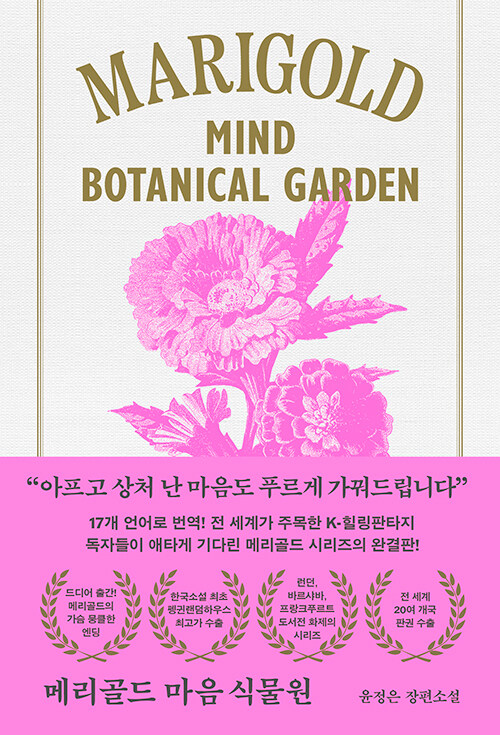 MARIGOLD
MIND
BOTANICAL GARDEN
“아프고 상처 난 마음도 푸르게 가꿔드립니다”
17개 언어로 번역! 전 세계가 주목한 K-힐링판타지
독자들이 애타게 기다린 메리골드 시리즈의 완결판!
드디어 출간!
메리골드의
가슴 뭉클한
엔딩
한국소설 최초
펭귄랜덤하우스
최고가 수출
런던,
바르샤바,
프랑크푸르트
도서전 화제의
시리즈
전 세계
20여 개국
판권 수출
메리골드 마음 식물원
윤정은 장편소설